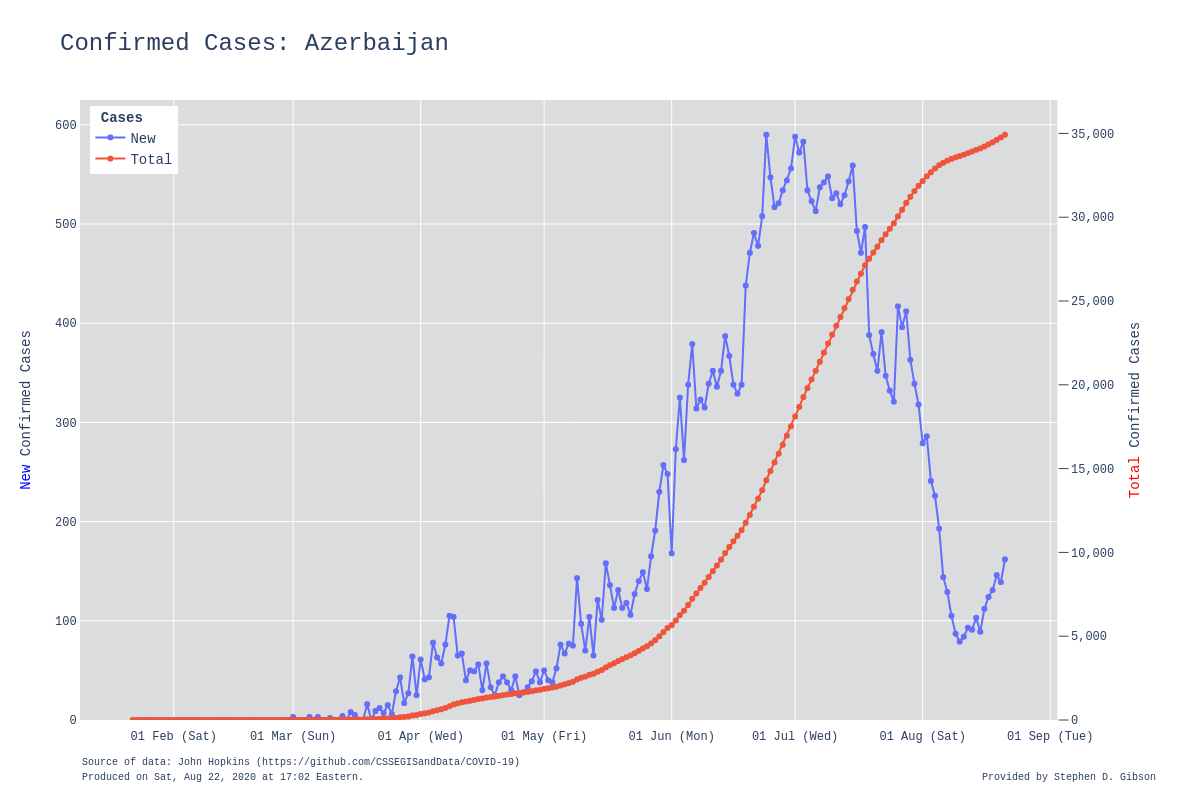 Confirmed Cases: Azerbaijan
Cases
New
Total
600
500
400
300
200
100
0
New Confirmed Cases
35,000
30,000
25,000
20,000
15,000
10,000
5,000
0
Total Confirmed Cases
01 Feb (Sat) 01 Mar (Sun) 01 Apr (Wed) 01 May (Fri) 01 Jun (Mon) 01 Jul (Wed) 01 Aug (Sat) 01 Sep (Tue)
Source of data: John Hopkins (https://github.com/CSSEGISandData/COVID-19)
Produced on Sat, Aug 22, 2020 at 17:02 Eastern.
Provided by Stephen D. Gibson